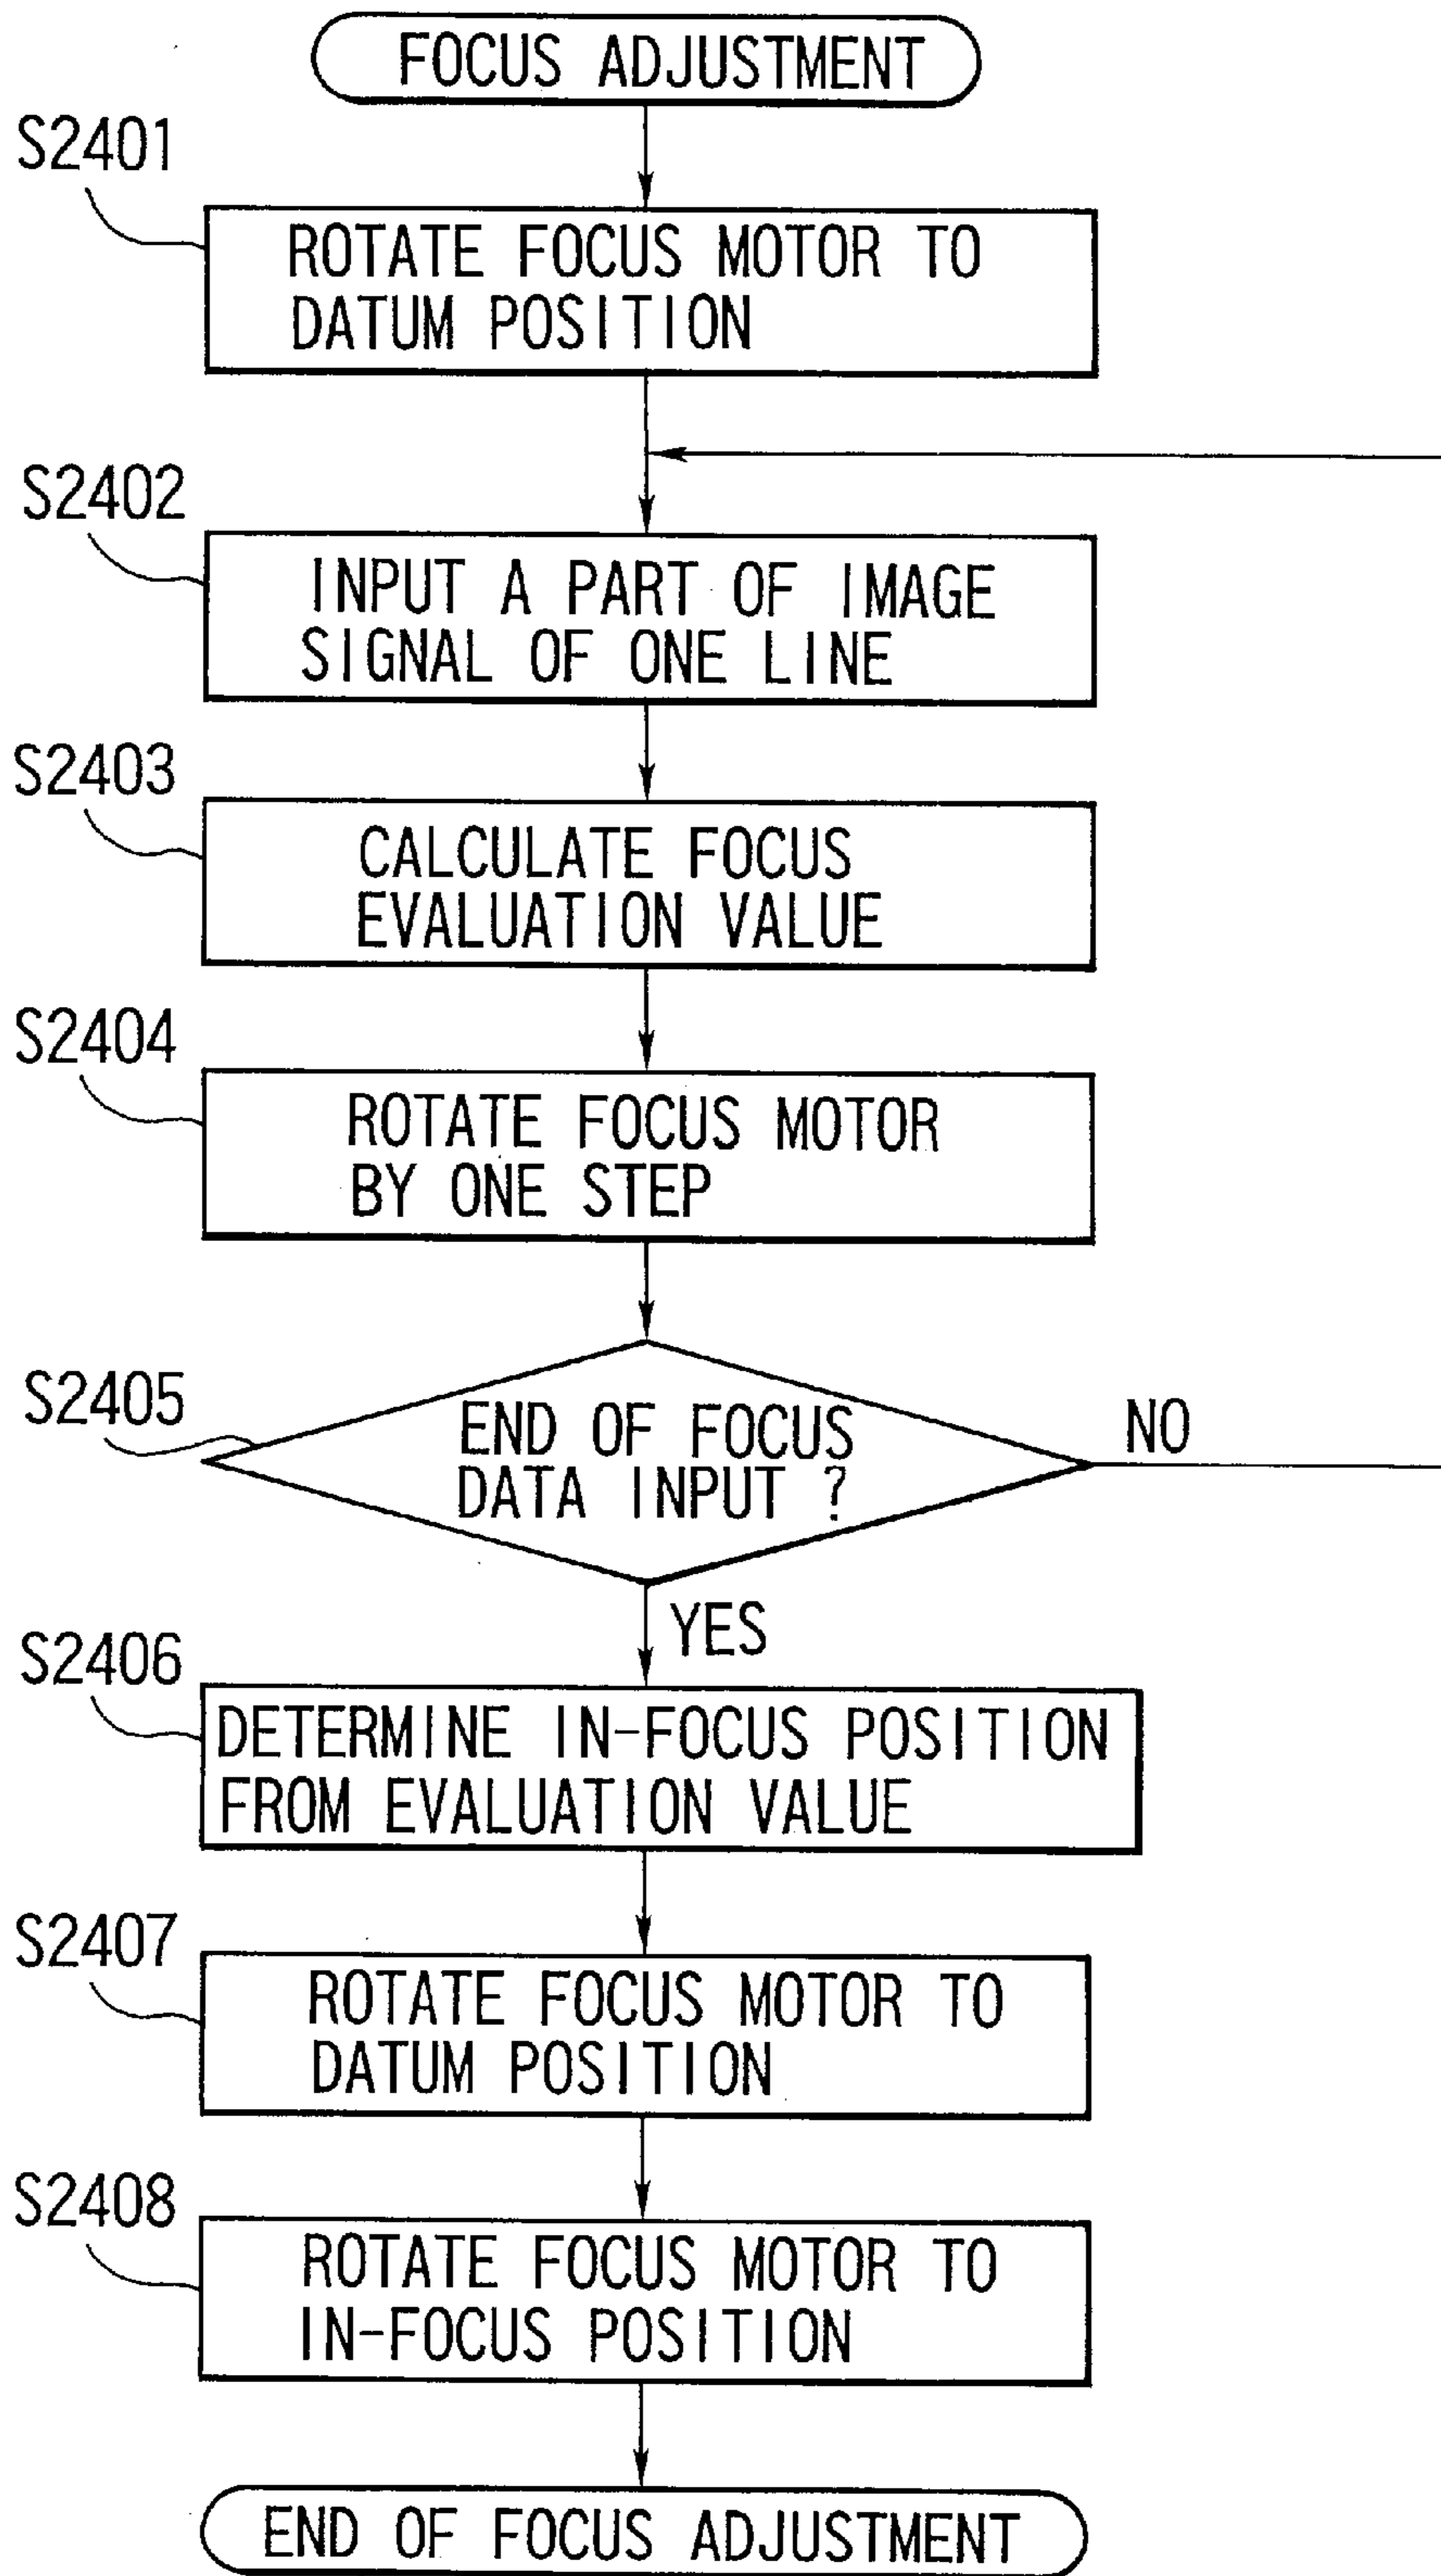 FOCUS ADJUSTMENT
S2401
ROTATE FOCUS MOTOR TO
DATUM POSITION
S2402
INPUT A PART OF IMAGE
SIGNAL OF ONE LINE
S2403
CALCULATE FOCUS
EVALUATION VALUE
S2404
ROTATE FOCUS MOTOR
BY ONE STEP
S2405
END OF FOCUS
DATA INPUT ?
NO
YES
S2406
DETERMINE IN-FOCUS POSITION
FROM EVALUATION VALUE
S2407
ROTATE FOCUS MOTOR TO
DATUM POSITION
S2408
ROTATE FOCUS MOTOR TO
IN-FOCUS POSITION
END OF FOCUS ADJUSTMENT